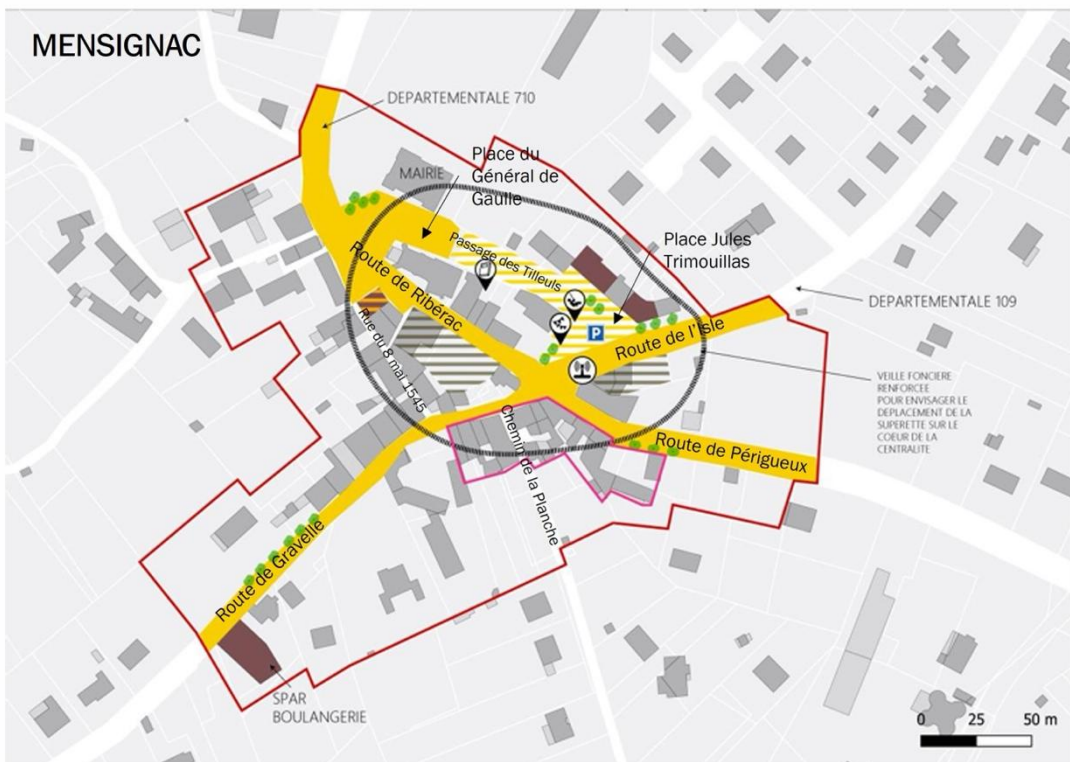 MENSIGNAC
DEPARTEMENTALE 710
MAIRIE
Place du
Général de
Gaulle
Passage des Tilleuls
Place Jules
Trimouillas
Route de Ribérac
DEPARTEMENTALE 109
Route de l'Isle
P
Rue du 8 mai 1545
VEILLE FONCIERE
RENFORCEE
POUR ENVISAGER LE
DEPLACEMENT DE LA
SUPERETTE SUR LE
COEUR DE LA
CENTRALITE
Chemin de la Planche
Route de Périgueux
Route de Gravelle
SPAR
BOULANGERIE
0 25 50 m